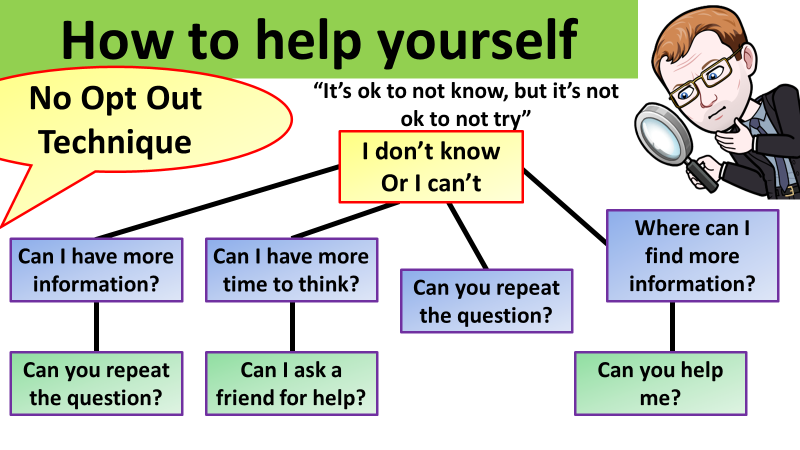 How to help yourself
No Opt Out
Technique
“It’s ok to not know, but it’s not
ok to not try”
I don’t know
Or I can’t
Can I have more
information?
Can I have more
time to think?
Can you repeat
the question?
Where can I
find more
information?
Can you repeat
the question?
Can I ask a
friend for help?
Can you help
me?